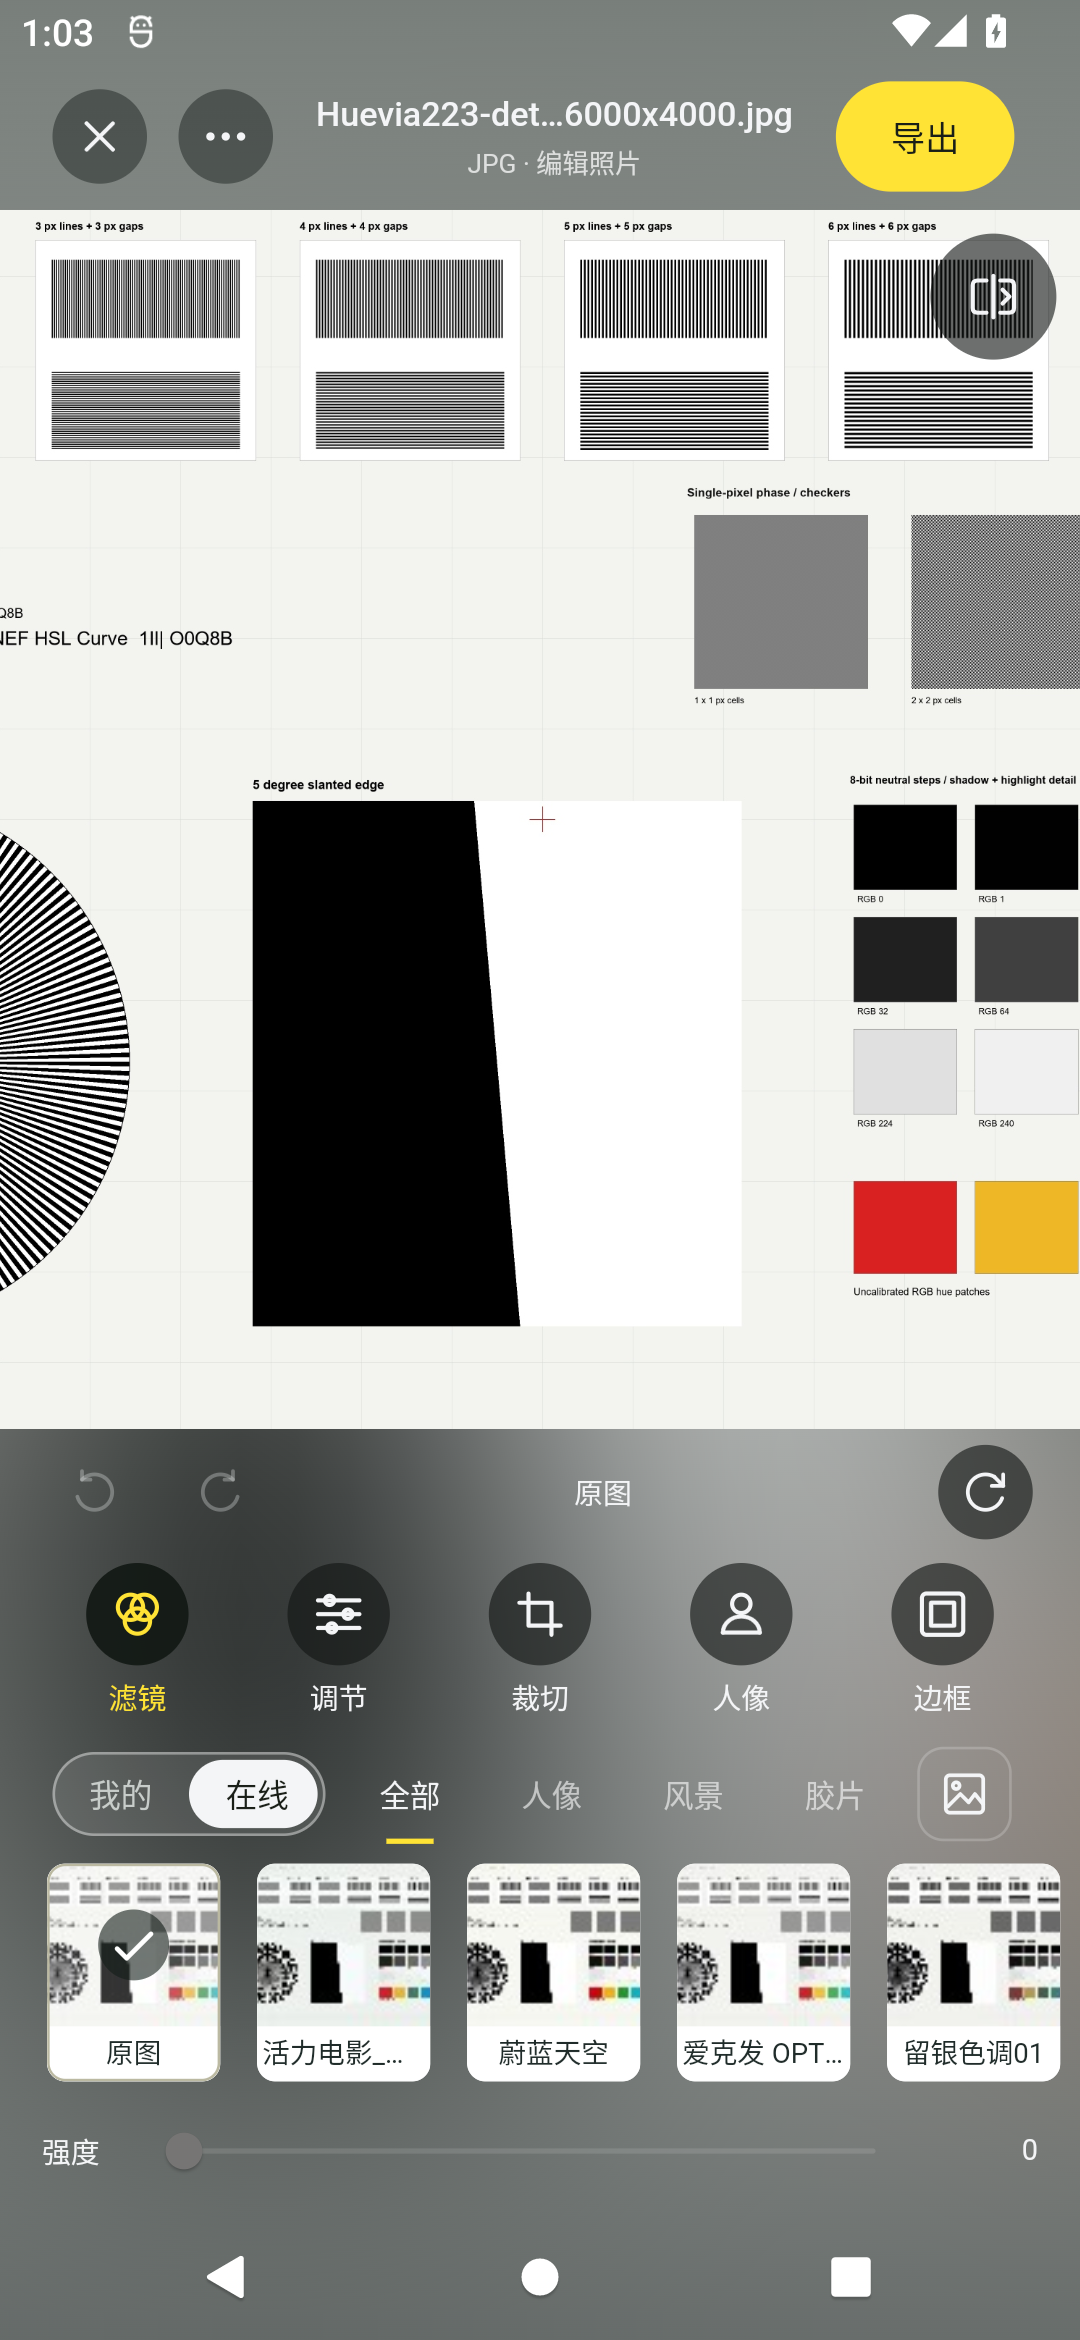 1:03
Huevia223-det...6000x4000.jpg
JPG · 编辑照片
导出
3 px lines + 3 px gaps
4 px lines + 4 px gaps
5 px lines + 5 px gaps
6 px lines + 6 px gaps
Single-pixel phase / checkers
Q8B
NEF HSL Curve 1Il| O0Q8B
1 x 1 px cells
2 x 2 px cells
5 degree slanted edge
8-bit neutral steps / shadow + highlight detail
RGB 0
RGB 1
RGB 32
RGB 64
RGB 224
RGB 240
Uncalibrated RGB hue patches
原图
滤镜
调节
裁切
人像
边框
我的
在线
全部
人像
风景
胶片
原图
活力电影_...
蔚蓝天空
爱克发 OPT...
留银色调01
强度
0